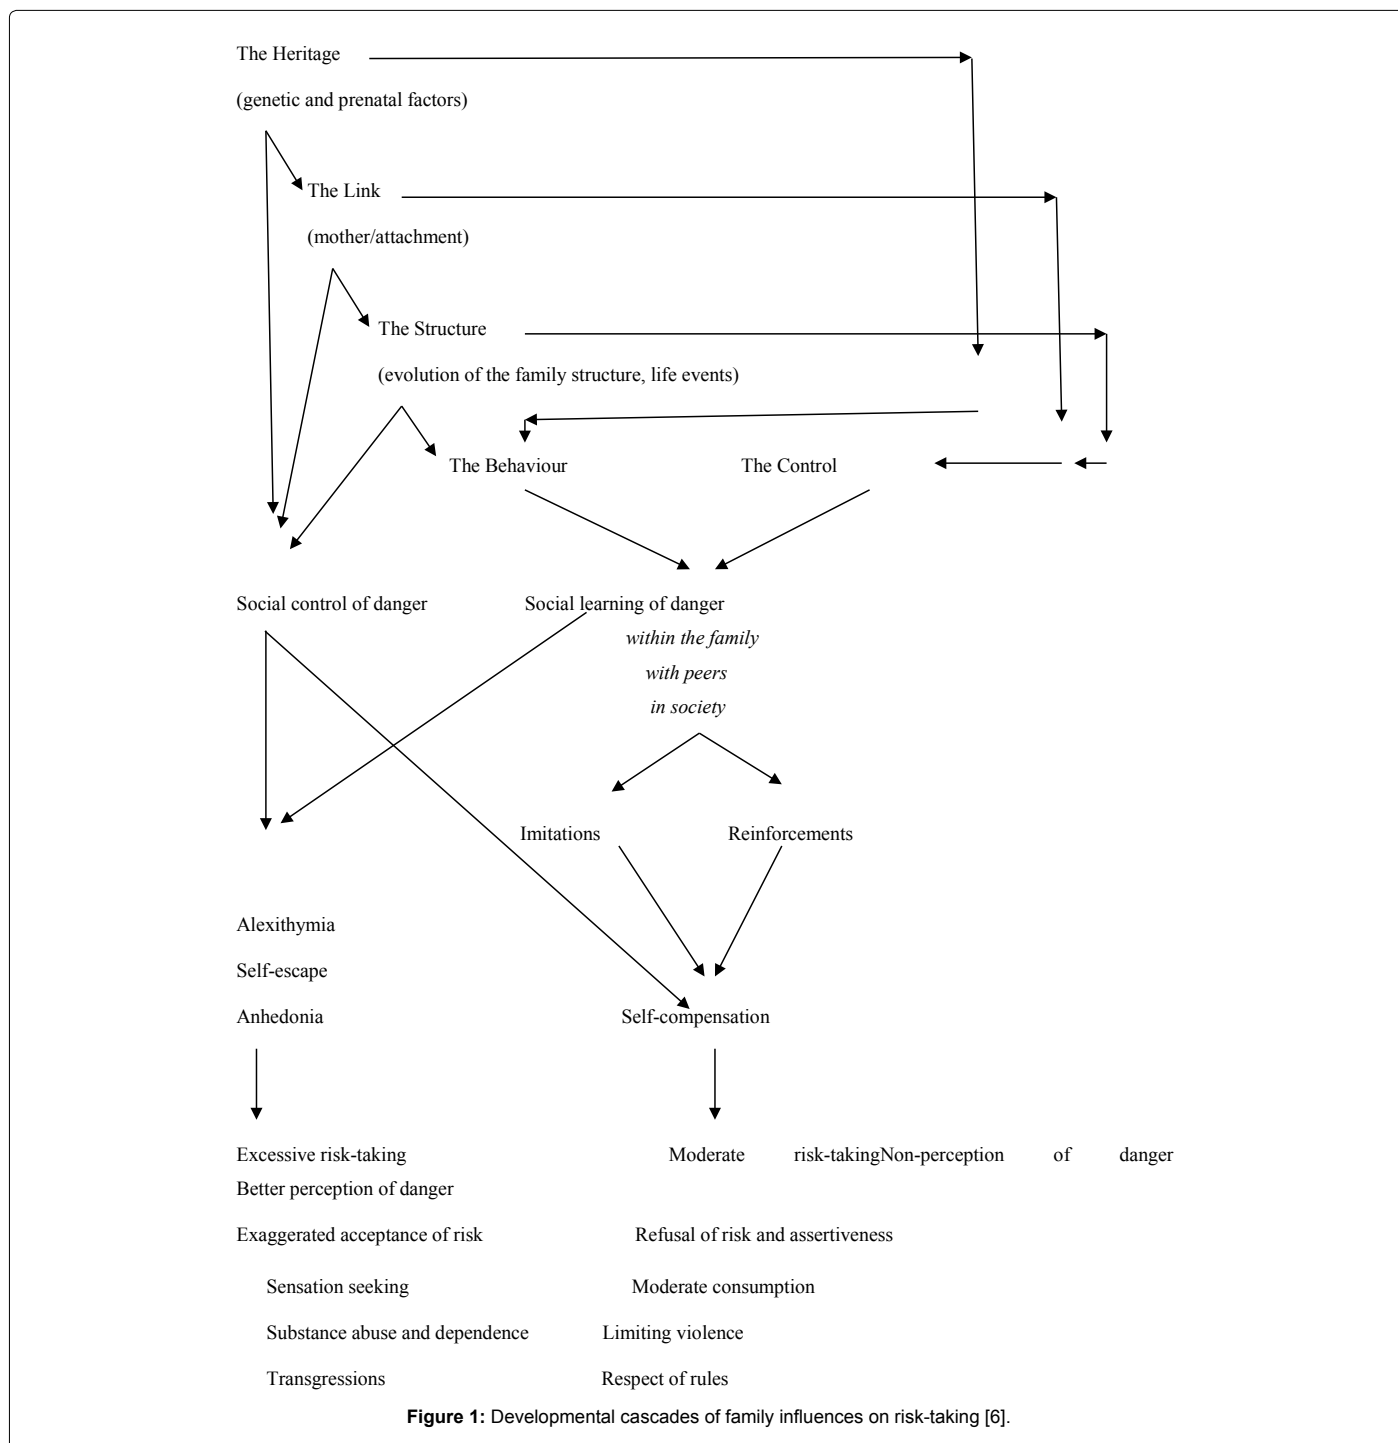 The Heritage
(genetic and prenatal factors)
The Link
(mother/attachment)
The Structure
(evolution of the family structure, life events)
The Behaviour The Control
Social control of danger Social learning of danger
within the family
with peers
in society
Imitations Reinforcements
Alexithymia
Self-escape
Anhedonia Self-compensation
Excessive risk-taking Moderate risk-takingNon-perception of danger
Better perception of danger
Exaggerated acceptance of risk Refusal of risk and assertiveness
Sensation seeking Moderate consumption
Substance abuse and dependence Limiting violence
Transgressions Respect of rules
Figure 1: Developmental cascades of family influences on risk-taking [6].